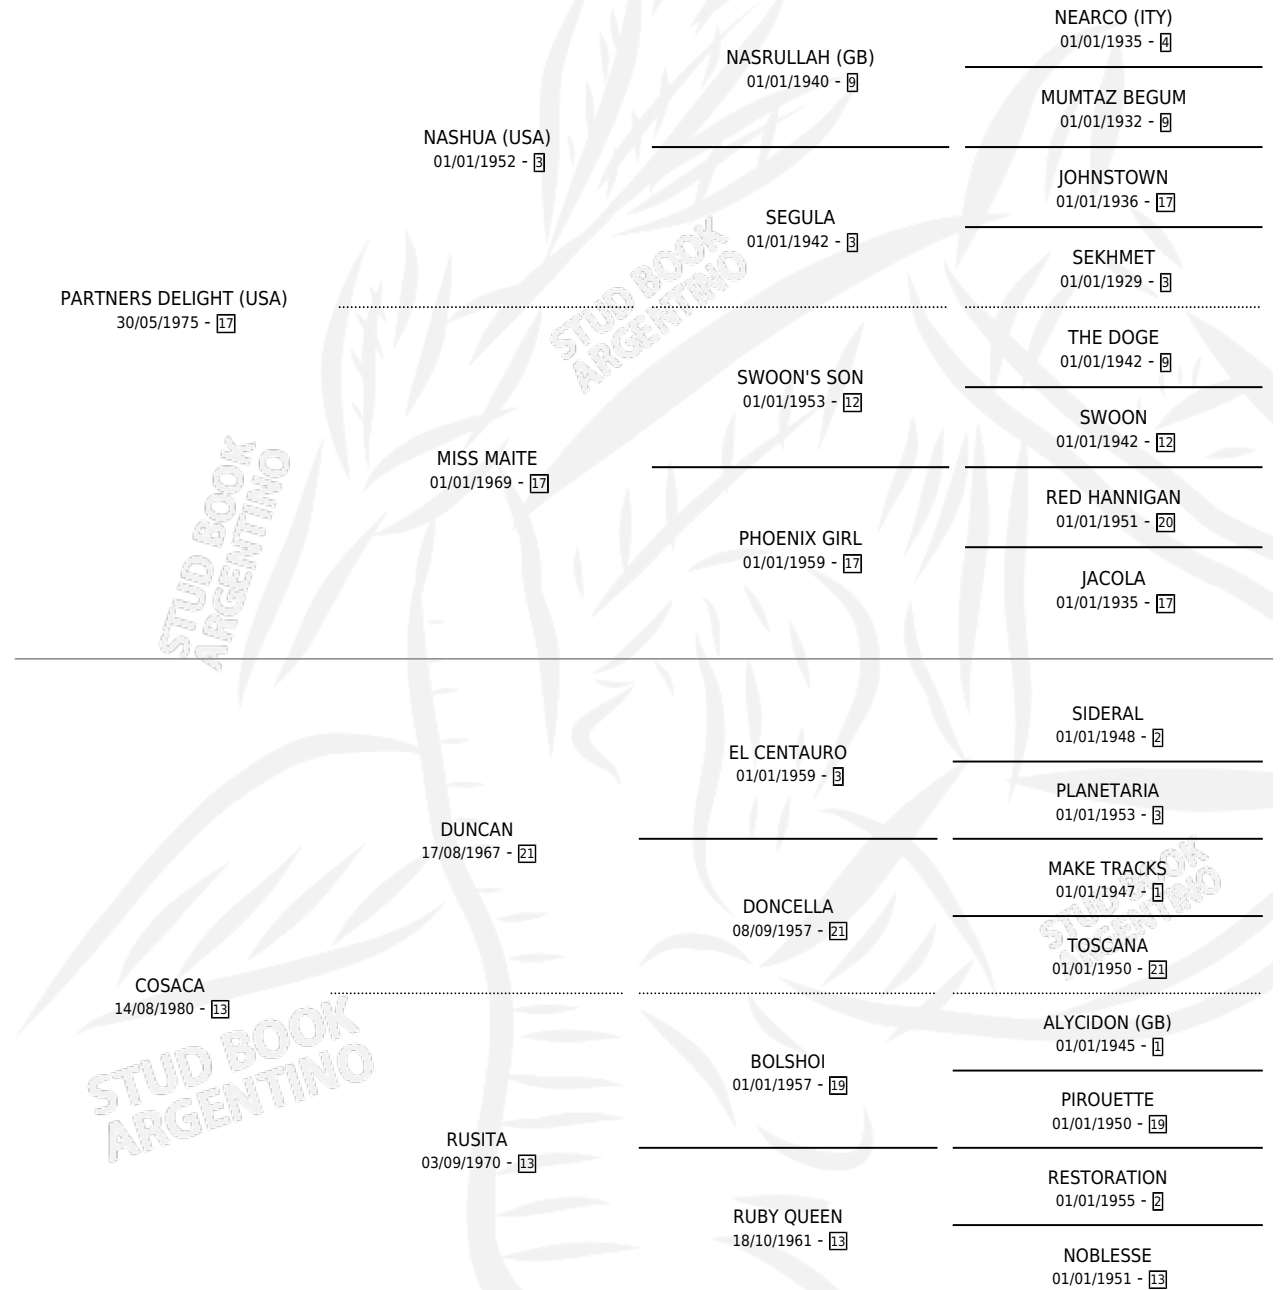 NEARCO (ITY)
01/01/1935 - 4
NASRULLAH (GB)
01/01/1940 - 9
MUMTAZ BEGUM
01/01/1932 - 9
NASHUA (USA)
01/01/1952 - 3
JOHNSTOWN
01/01/1936 - 17
SEGULA
01/01/1942 - 3
SEKHMET
01/01/1929 - 3
PARTNERS DELIGHT (USA)
30/05/1975 - 17
THE DOGE
01/01/1942 - 9
SWOON'S SON
01/01/1953 - 12
SWOON
01/01/1942 - 12
MISS MAITE
01/01/1969 - 17
RED HANNIGAN
01/01/1951 - 20
PHOENIX GIRL
01/01/1959 - 17
JACOLA
01/01/1935 - 17
SIDERAL
01/01/1948 - 2
EL CENTAURO
01/01/1959 - 3
PLANETARIA
01/01/1953 - 3
DUNCAN
17/08/1967 - 21
MAKE TRACKS
01/01/1947 - 1
DONCELLA
08/09/1957 - 21
TOSCANA
01/01/1950 - 21
COSACA
14/08/1980 - 13
ALYCIDON (GB)
01/01/1945 - 1
BOLSHOI
01/01/1957 - 19
PIROUETTE
01/01/1950 - 19
RUSITA
03/09/1970 - 13
RESTORATION
01/01/1955 - 2
RUBY QUEEN
18/10/1961 - 13
NOBLESSE
01/01/1951 - 13
STUD BOOK
ARGENTINO
STUD BOOK
ARGENTINO
STUD BOOK
ARGENTINO
STUD BOOK
ARGENTINO